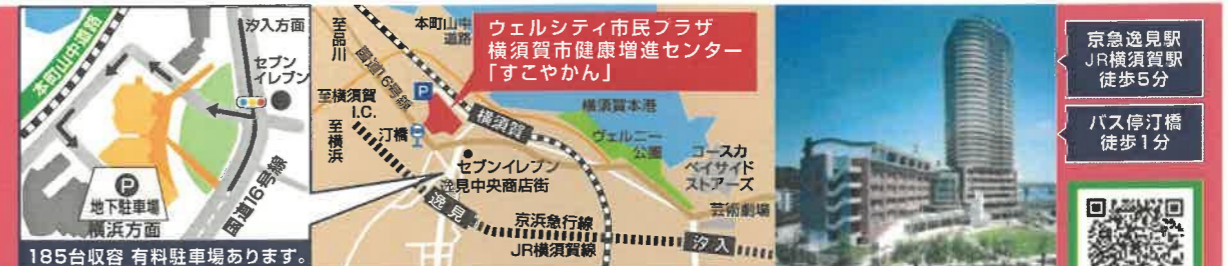 汐入方面
本町山中道路
セブン
イレブン
P
地下駐車場
横浜方面
国道16号線
185台収容 有料駐車場あります。
至品川
本町山中
道路
国道16号線
ウェルシティ市民プラザ
横須賀市健康増進センター
「すこやかん」
P
至横須賀
I.C.
至横浜
汀橋
横須賀
横須賀本港
ヴェルニー
公園
コースカ
ベイサイド
ストアーズ
セブンイレブン
逸見中央商店街
逸見
京浜急行線
JR横須賀線
芸術劇場
汐入
京急逸見駅
JR横須賀駅
徒歩5分
バス停汀橋
徒歩1分